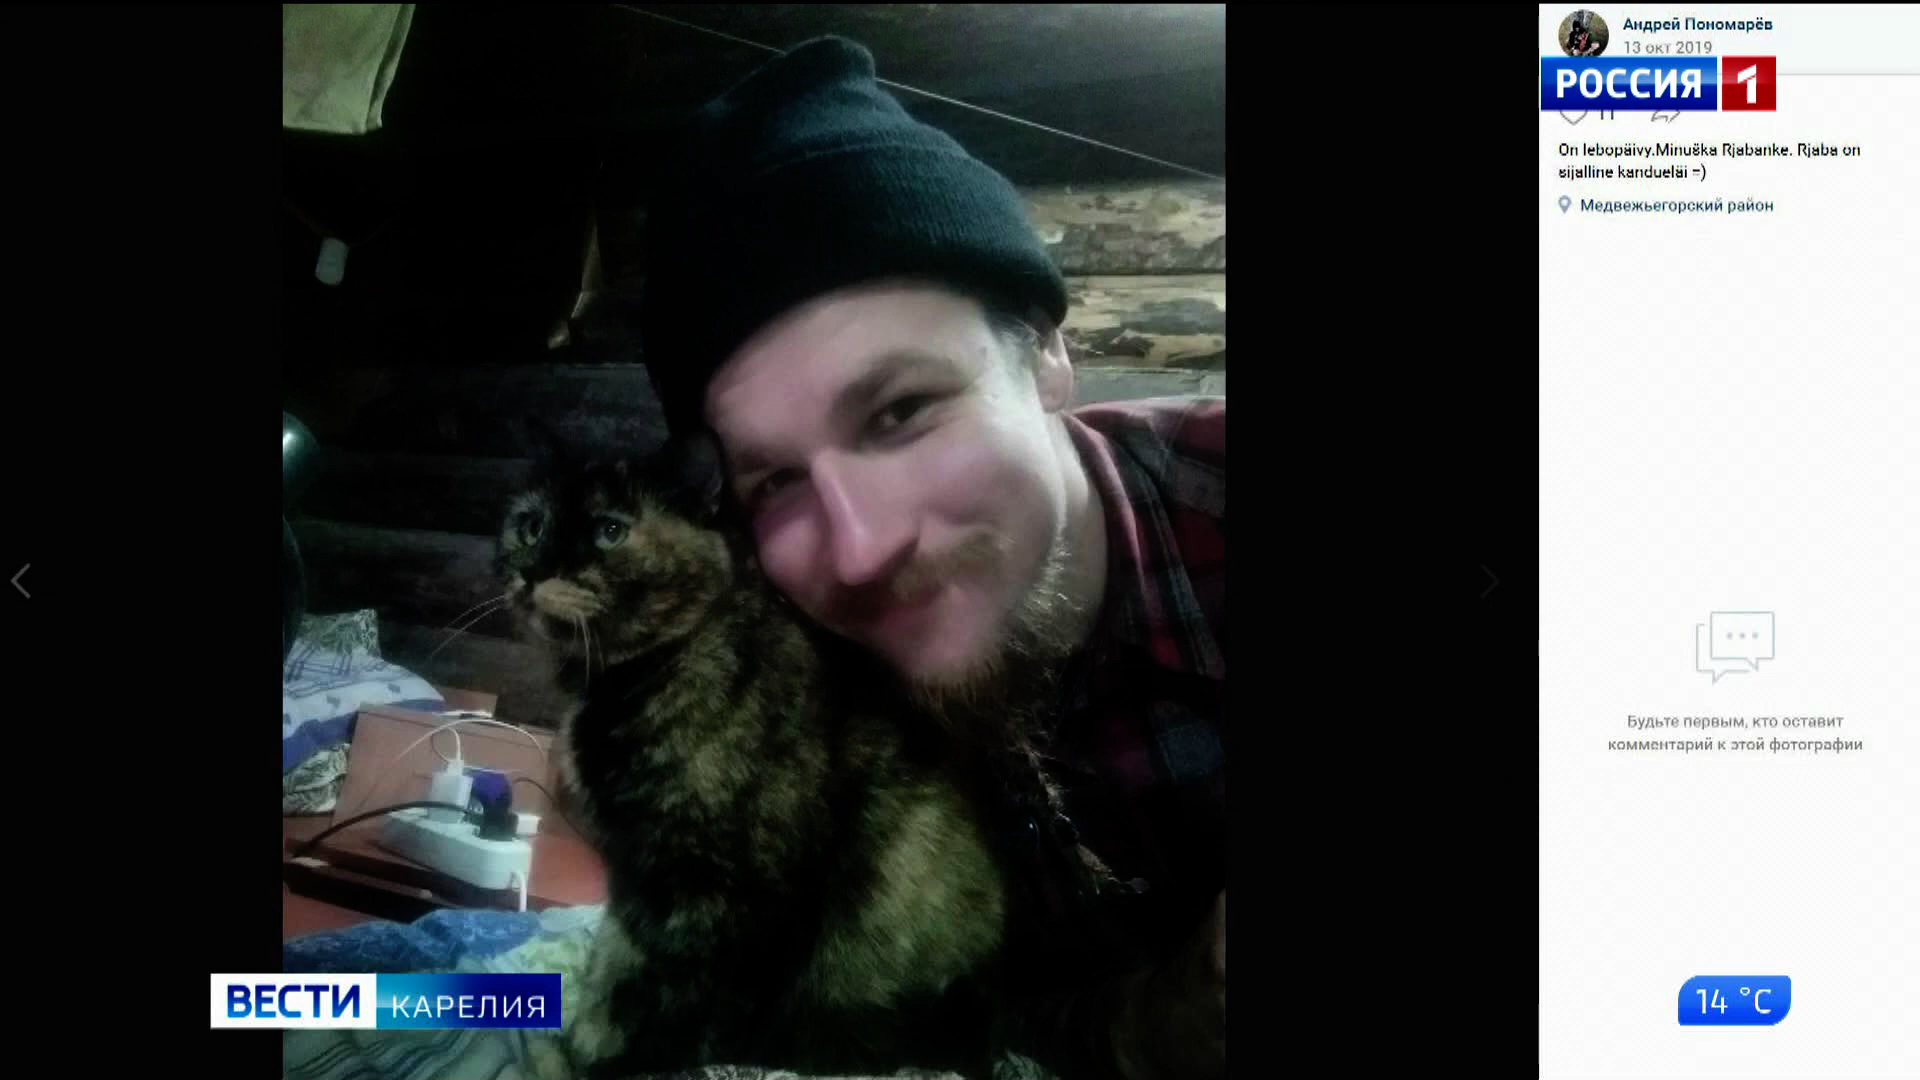 Андрей Пономарёв
13 окт 2019
РОССИЯ 1
11
On lebopäivy.Minuška Rjabanke. Rjaba on
sijalline kandueläi =)
Медвежьегорский район
Будьте первым, кто оставит
комментарий к этой фотографии
ВЕСТИ КАРЕЛИЯ
14 °C